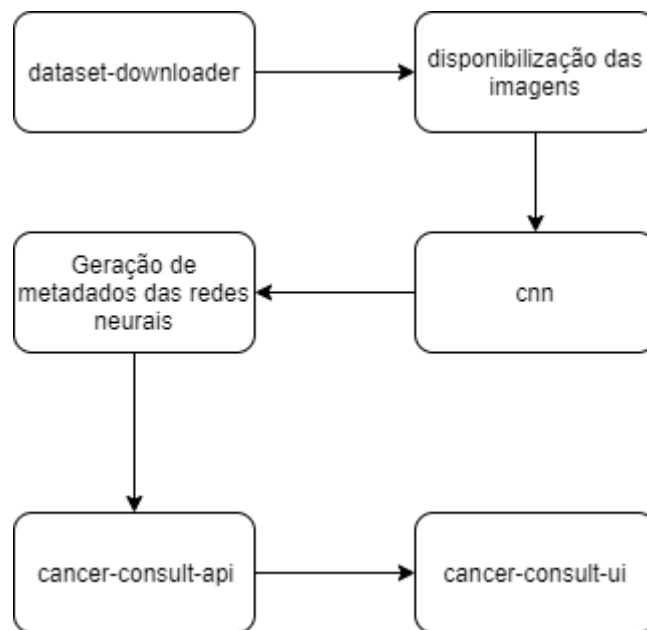 dataset-downloader
disponibilização das
imagens
Geração de
metadados das redes
neurais
cnn
cancer-consult-api
cancer-consult-ui